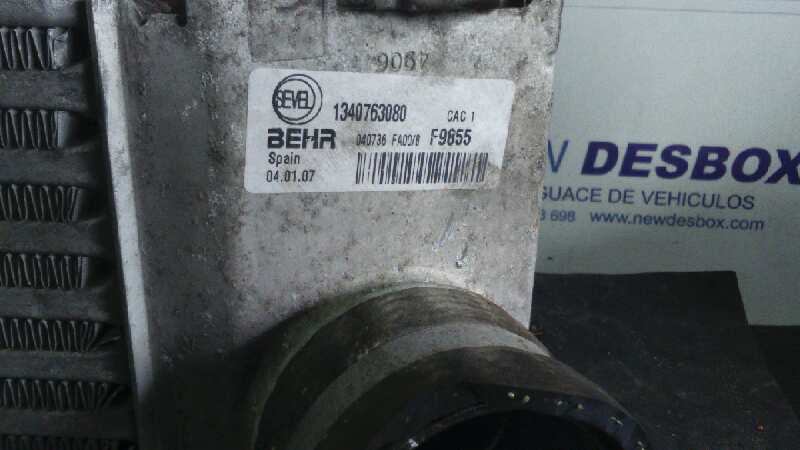 9067
SEVEL
1340763080 CAC 1
BEHR 040736 FA00/8 F9855
Spain
04.01.07
W DESBOX
GUACE DE VEHICULOS
698 www.newdesbox.com